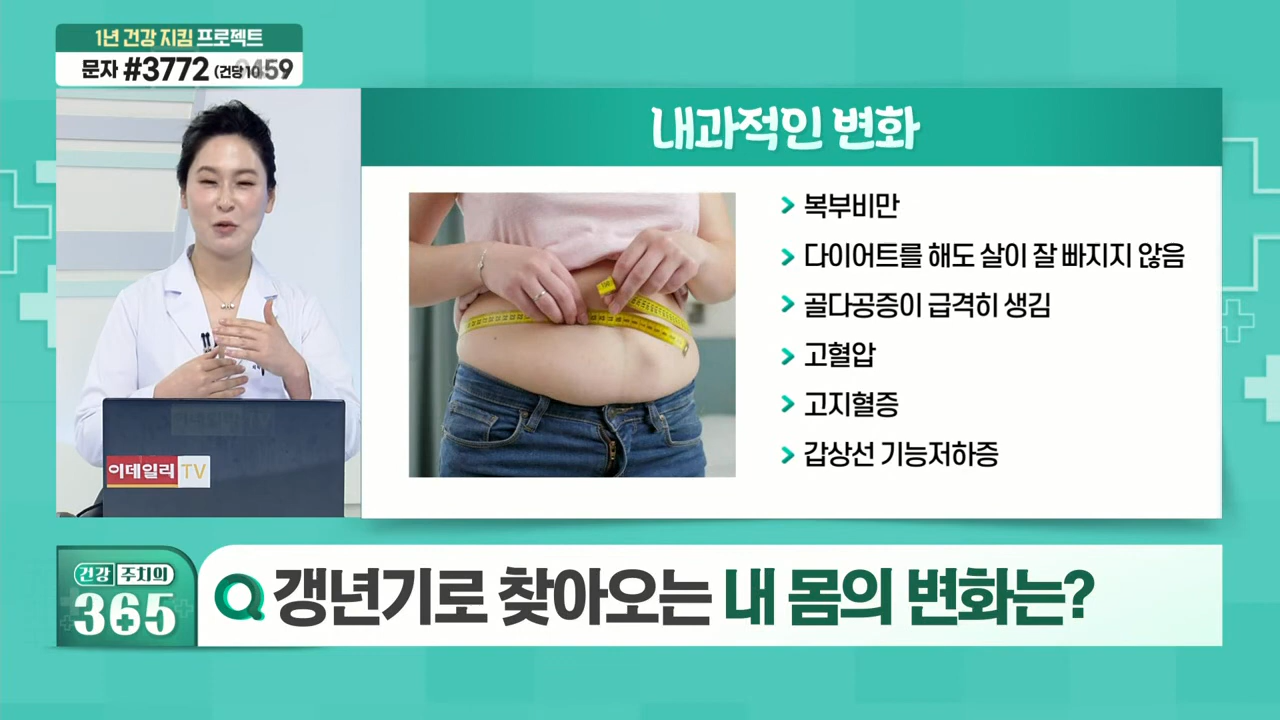 1년 건강 지킴 프로젝트
문자 #3772
내과적인 변화
복부비만
다이어트를 해도 살이 잘 빠지지 않음
골다공증이 급격히 생김
고혈압
고지혈증
갑상선 기능저하증
이데일리 TV
건강 주치의
365
Q 갱년기로 찾아오는 내 몸의 변화는?